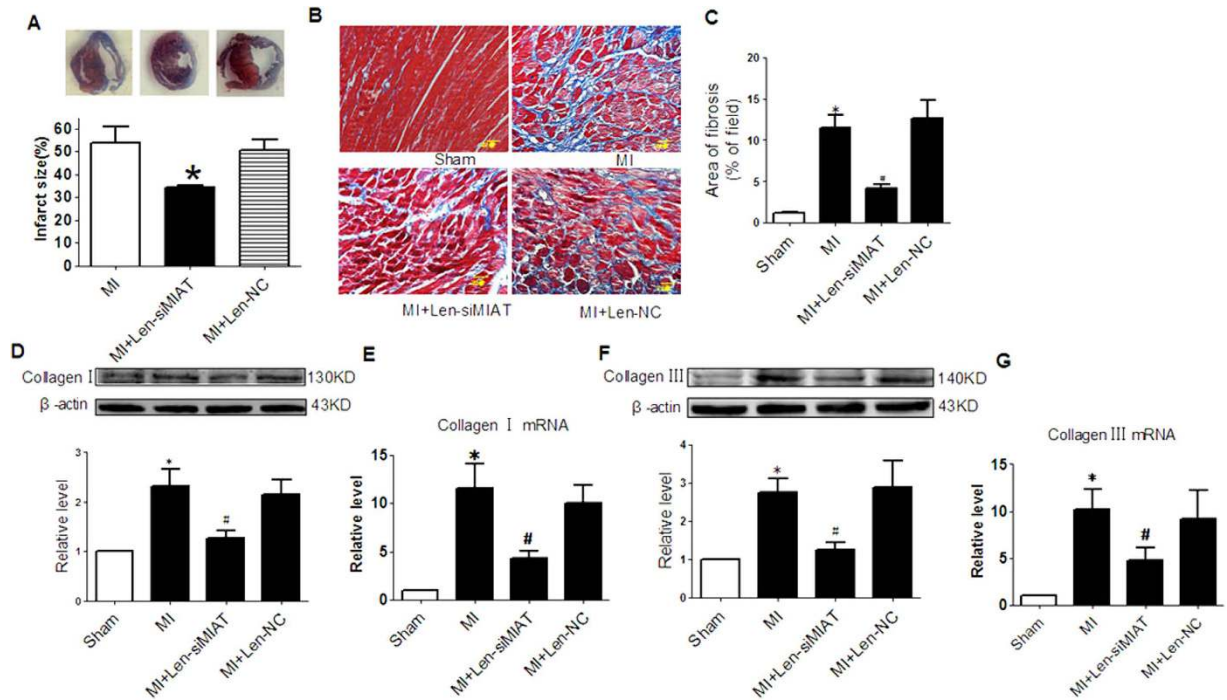 A
Infarct size(%)
60
50
40
30
20
10
0
MI
MI+Len-siMIAT
MI+Len-NC
B
Sham
MI
MI+Len-siMIAT
MI+Len-NC
C
Area of fibrosis
(% of field)
20
15
10
5
0
Sham
MI
MI+Len-siMIAT
MI+Len-NC
*
*
#
D
Collagen Ⅰ
130KD
β-actin
43KD
Relative level
3
2
1
0
*
#
Sham
MI
MI+Len-siMIAT
MI+Len-NC
E
Collagen Ⅰ mRNA
Relative level
15
10
5
0
*
#
Sham
MI
MI+Len-siMIAT
MI+Len-NC
F
Collagen Ⅲ
140KD
β-actin
43KD
Relative level
4
3
2
1
0
*
#
Sham
MI
MI+Len-siMIAT
MI+Len-NC
G
Collagen Ⅲ mRNA
Relative level
15
10
5
0
*
#
Sham
MI
MI+Len-siMIAT
MI+Len-NC